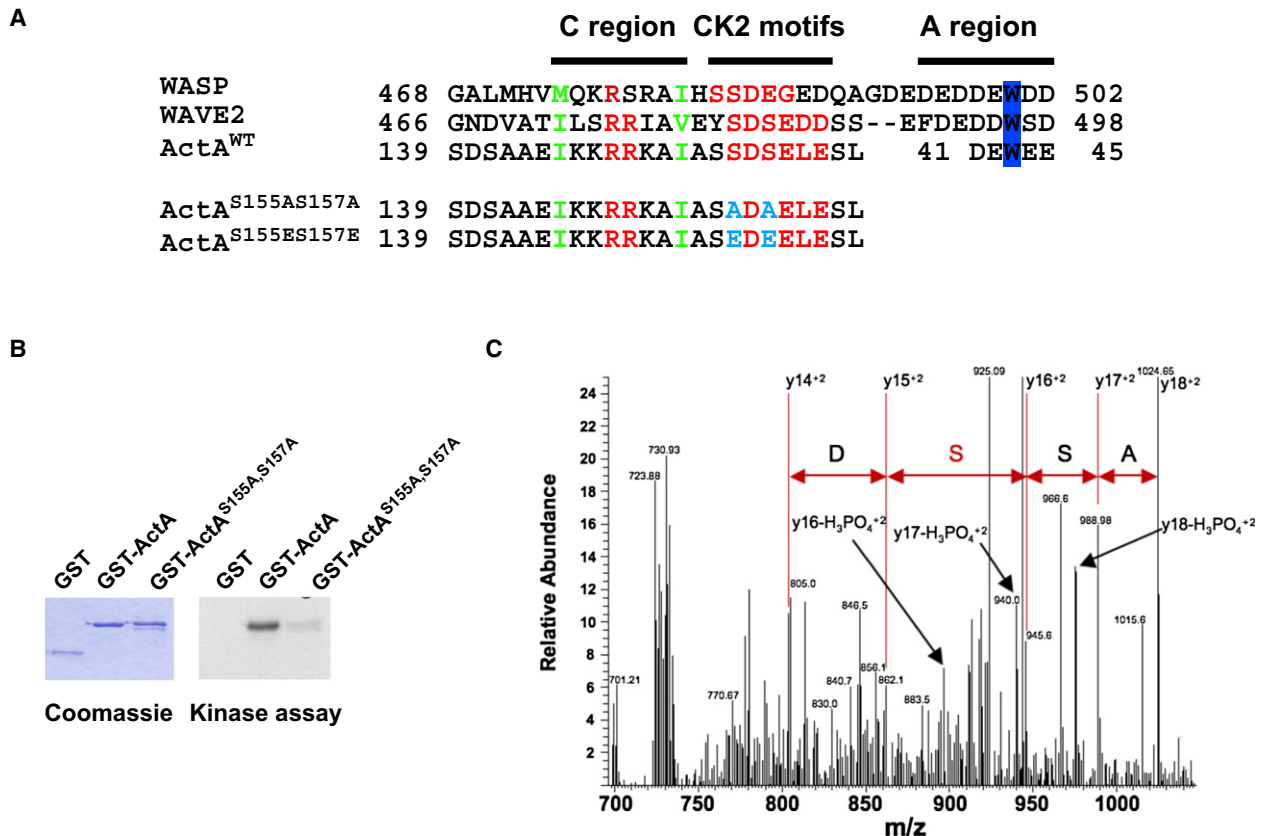 A
C region CK2 motifs A region
WASP 468 GALMHVMQKRSRAIHSSDEGEDQAGDEDEDDEWDD 502
WAVE2 466 GNDVATILSRRIAVEYSDSEDDSS--EFDEDDWSD 498
ActAWT 139 SDSAAEIKKRRKAIASSDSELESL 41 DEWEE 45
ActAS155AS157A 139 SDSAAEIKKRRKAIASADAELESL
ActAS155ES157E 139 SDSAAEIKKRRKAIASEDEELESL
B
GST GST-ActA GST-ActAS155A,S157A
GST GST-ActA GST-ActAS155A,S157A
Coomassie Kinase assay
C
Relative Abundance
24
22
20
18
16
14
12
10
8
6
4
2
y14+2 y15+2 925.09 y16+2 y17+2 1024.65 y18+2
D S S A
730.93
723.88
966.6
988.98
y16-H3PO4+2 y17-H3PO4+2 y18-H3PO4+2
805.0 846.5 940.0
945.6 1015.6
701.21 770.67 830.0 840.7 856.1 862.1 883.5
700 750 800 850 900 950 1000
m/z